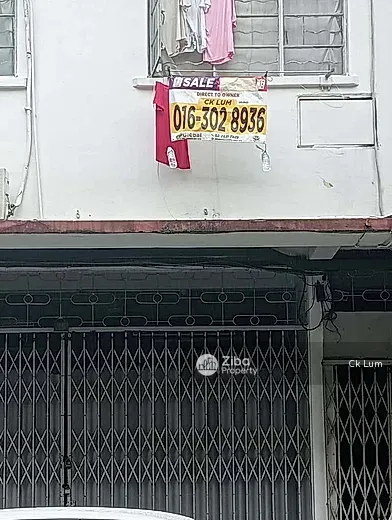 SALE
DIRECT TO OWNER
CK LUM
016-302 8936
Ziba
Property
Ck Lum